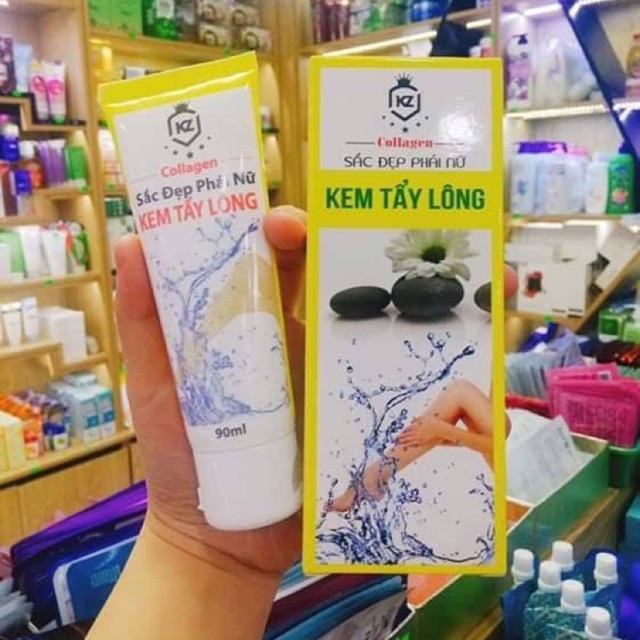 KZ
Collagen
Sắc Đẹp Phái Nữ
KEM TẨY LÔNG
90ml
KZ
Collagen
SẮC ĐẸP PHÁI NỮ
KEM TẨY LÔNG